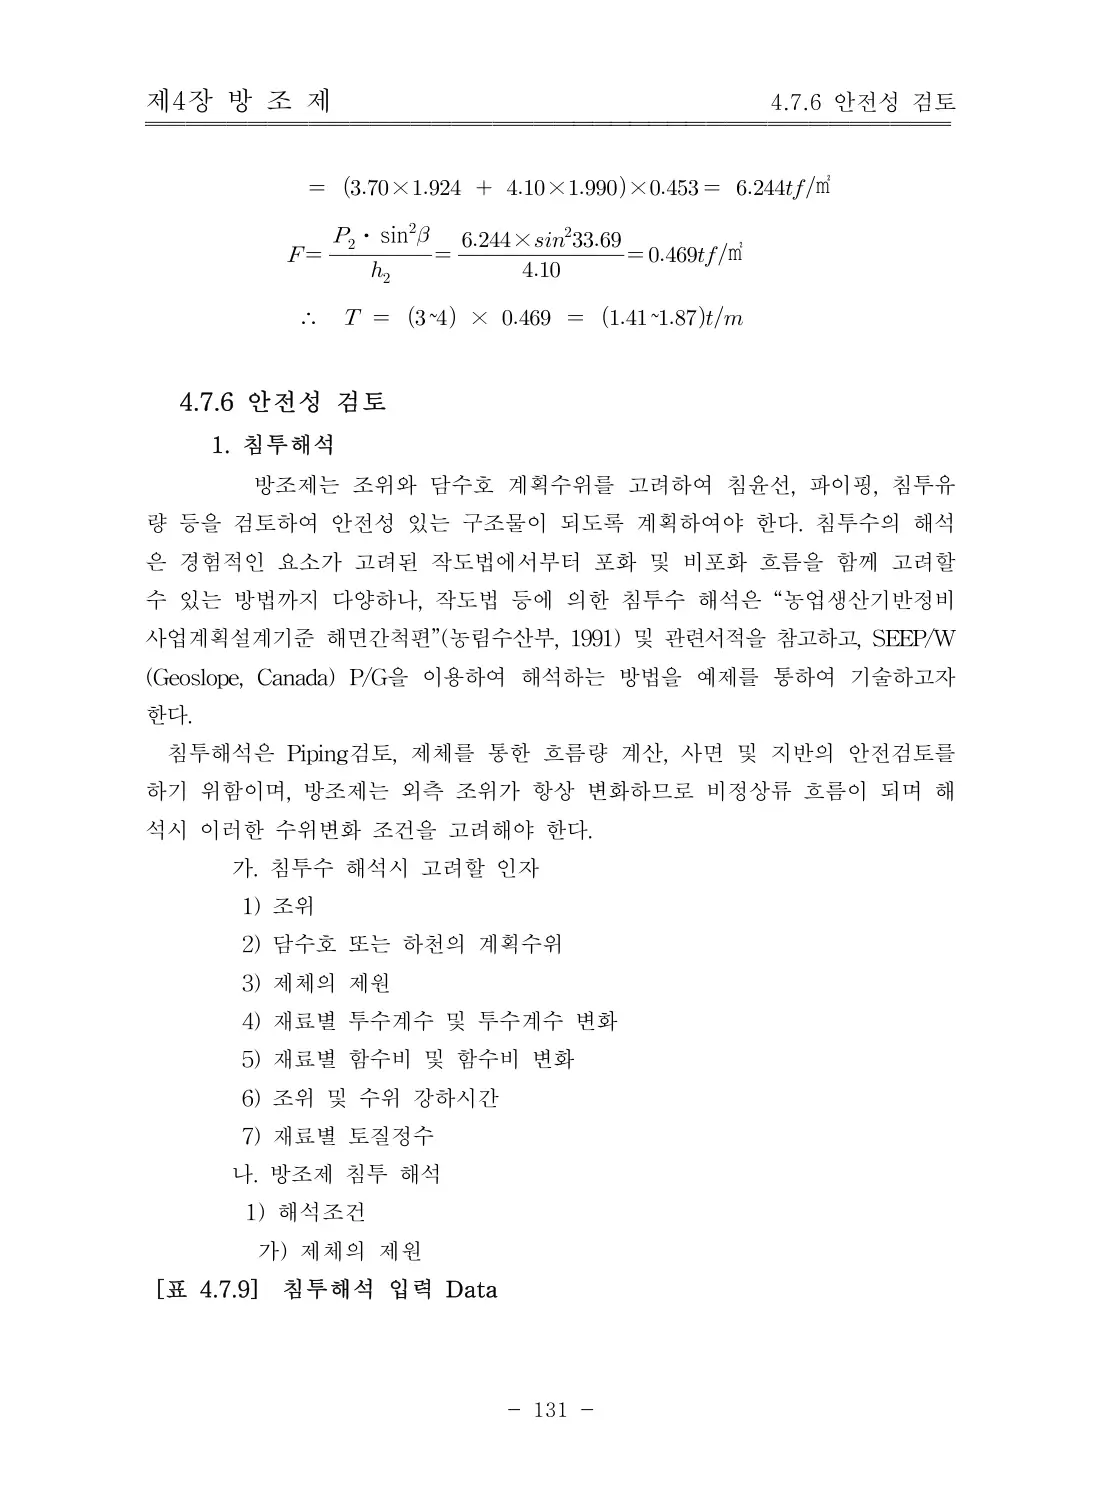 제4장 방 조 제 4.7.6 안전성 검토
= (3.70×1.924 + 4.10×1.990)×0.453 = 6.244tf/㎡
F = P₂ · sin²β / h₂ = 6.244×sin²33.69 / 4.10 = 0.469tf/㎡
∴ T = (3~4) × 0.469 = (1.41~1.87)t/m
4.7.6 안전성 검토
1. 침투해석
방조제는 조위와 담수호 계획수위를 고려하여 침윤선, 파이핑, 침투유
량 등을 검토하여 안전성 있는 구조물이 되도록 계획하여야 한다. 침투수의 해석
은 경험적인 요소가 고려된 작도법에서부터 포화 및 비포화 흐름을 함께 고려할
수 있는 방법까지 다양하나, 작도법 등에 의한 침투수 해석은 “농업생산기반정비
사업계획설계기준 해면간척편”(농림수산부, 1991) 및 관련서적을 참고하고, SEEP/W
(Geoslope, Canada) P/G을 이용하여 해석하는 방법을 예제를 통하여 기술하고자
한다.
침투해석은 Piping검토, 제체를 통한 흐름량 계산, 사면 및 지반의 안전검토를
하기 위함이며, 방조제는 외측 조위가 항상 변화하므로 비정상류 흐름이 되며 해
석시 이러한 수위변화 조건을 고려해야 한다.
가. 침투수 해석시 고려할 인자
1) 조위
2) 담수호 또는 하천의 계획수위
3) 제체의 제원
4) 재료별 투수계수 및 투수계수 변화
5) 재료별 함수비 및 함수비 변화
6) 조위 및 수위 강하시간
7) 재료별 토질정수
나. 방조제 침투 해석
1) 해석조건
가) 제체의 제원
[표 4.7.9] 침투해석 입력 Data
- 131 -